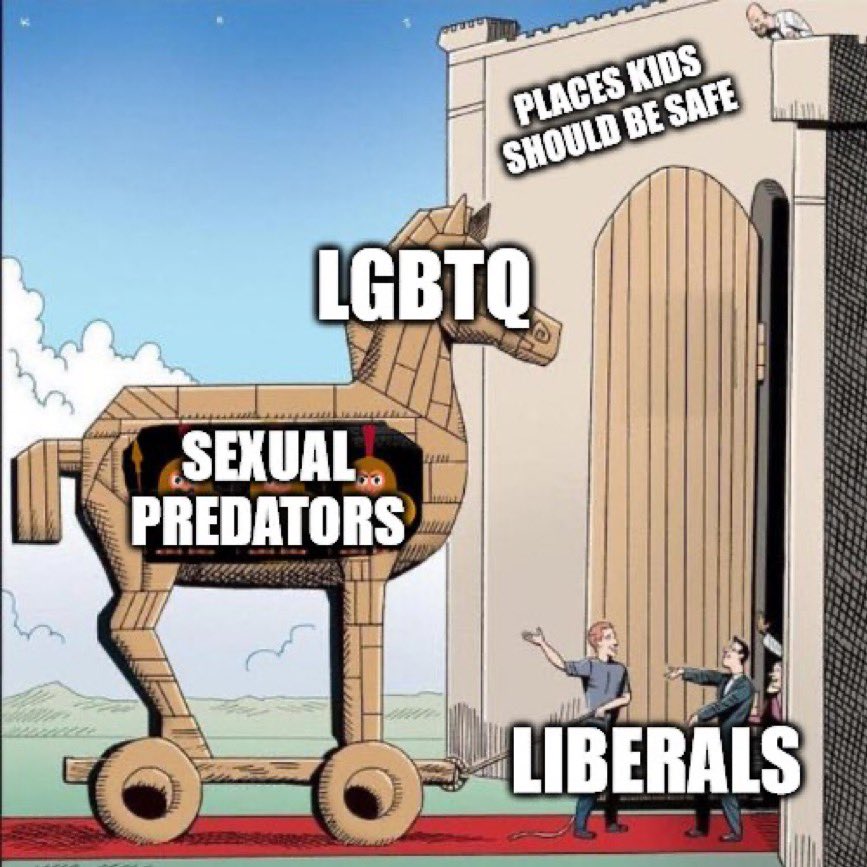 PLACES KIDS
SHOULD BE SAFE
LGBTQ
SEXUAL
PREDATORS
LIBERALS